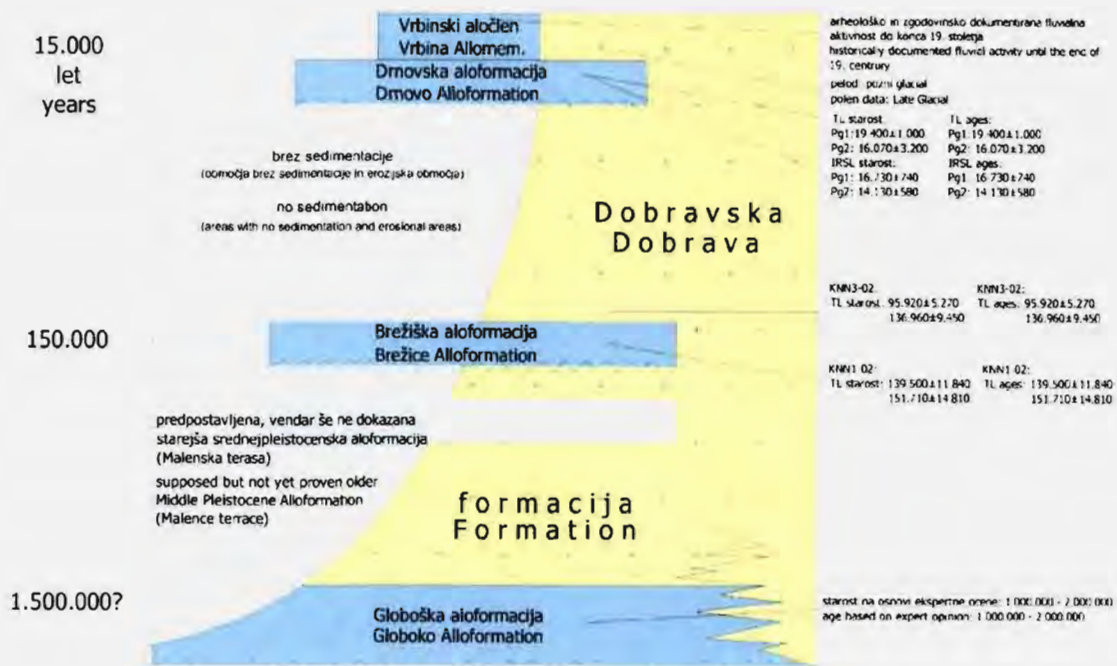 15.000
let
years
150.000
1.500.000?
Vrbinski aločlen
Vrbina Allomem.
Drnovska aloformacija
Drnovo Alloformation
brez sedimentacije
(območja brez sedimentacije in erozijska območja)
no sedimentation
(areas with no sedimentation and erosional areas)
Dobravska
Dobrava
Brežiška aloformacija
Brežice Alloformation
predpostavljena, vendar še ne dokazana
starejša srednejpleistocenska aloformacija
(Malenska terasa)
supposed but not yet proven older
Middle Pleistocene Alloformation
(Malence terrace)
formacija
Formation
Globoška aloformacija
Globoko Alloformation
arheološko in zgodovinsko dokumentirana fluvialna
aktivnost do konca 19. stoletja
historically documented fluvial activity until the end of
19. centrury
pelod: pozni glacial
polen data: Late Glacial
TL starost: TL ages:
Pg1:19 400±1.000 Pg1:19 400±1.000
Pg2: 16.070±3.200 Pg2: 16.070±3.200
IRSL starost: IRSL ages:
Pg1: 16.730±740 Pg1: 16 730±740
Pg2: 14.130±580 Pg2: 14 130±580
KNN3-02: KNN3-02:
TL starost: 95.920±5.270 TL ages: 95.920±5.270
136.960±9.450 136.960±9.450
KNN1 02: KNN1 02:
TL starost: 139.500±11.840 TL ages: 139.500±11.840
151.710±14.810 151.710±14.810
starost na osnovi ekspertne ocene: 1 000.000 - 2 000.000
age based on expert opinion: 1 000.000 - 2 000.000